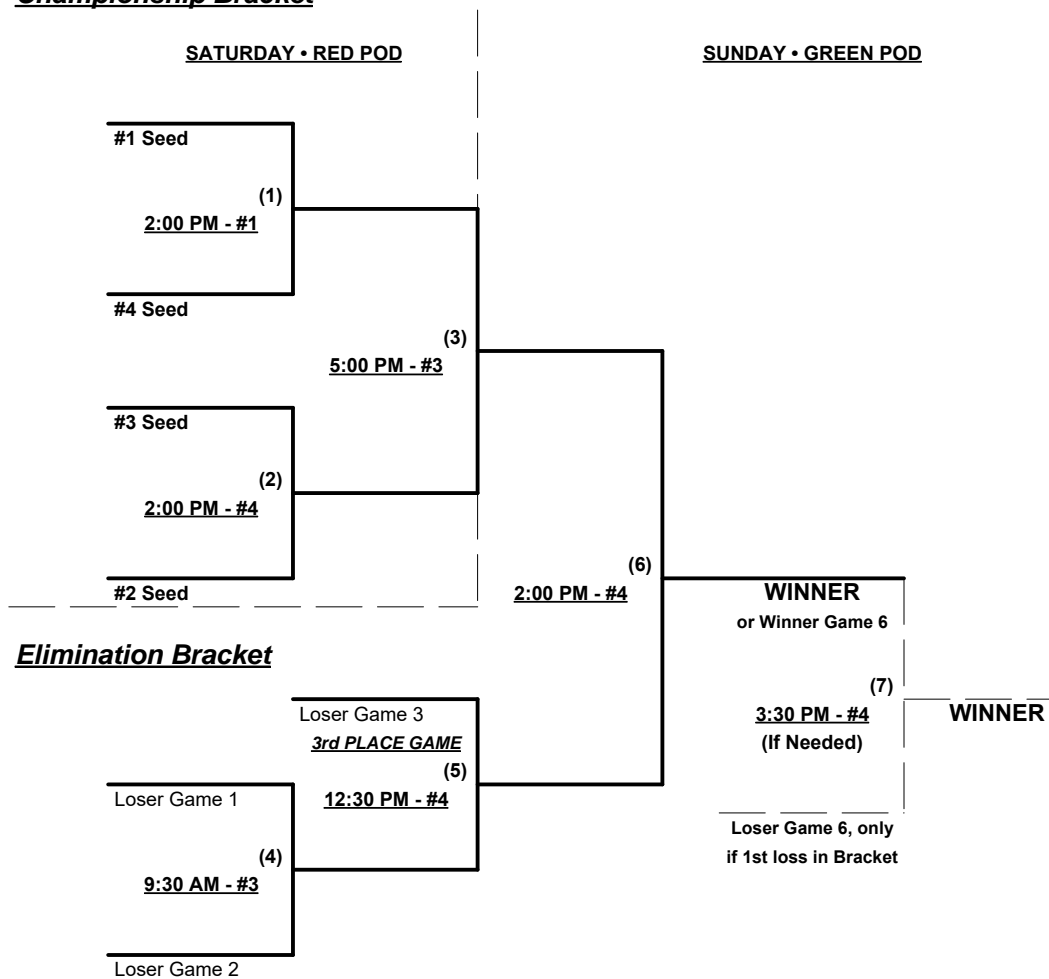 Championship Bracket
SATURDAY • RED POD
SUNDAY • GREEN POD
#1 Seed
(1)
2:00 PM - #1
#4 Seed
(3)
5:00 PM - #3
#3 Seed
(2)
2:00 PM - #4
#2 Seed
(6)
2:00 PM - #4
WINNER
or Winner Game 6
Elimination Bracket
(7)
3:30 PM - #4
(If Needed)
WINNER
Loser Game 3
3rd PLACE GAME
(5)
12:30 PM - #4
Loser Game 1
(4)
9:30 AM - #3
Loser Game 2
Loser Game 6, only
if 1st loss in Bracket